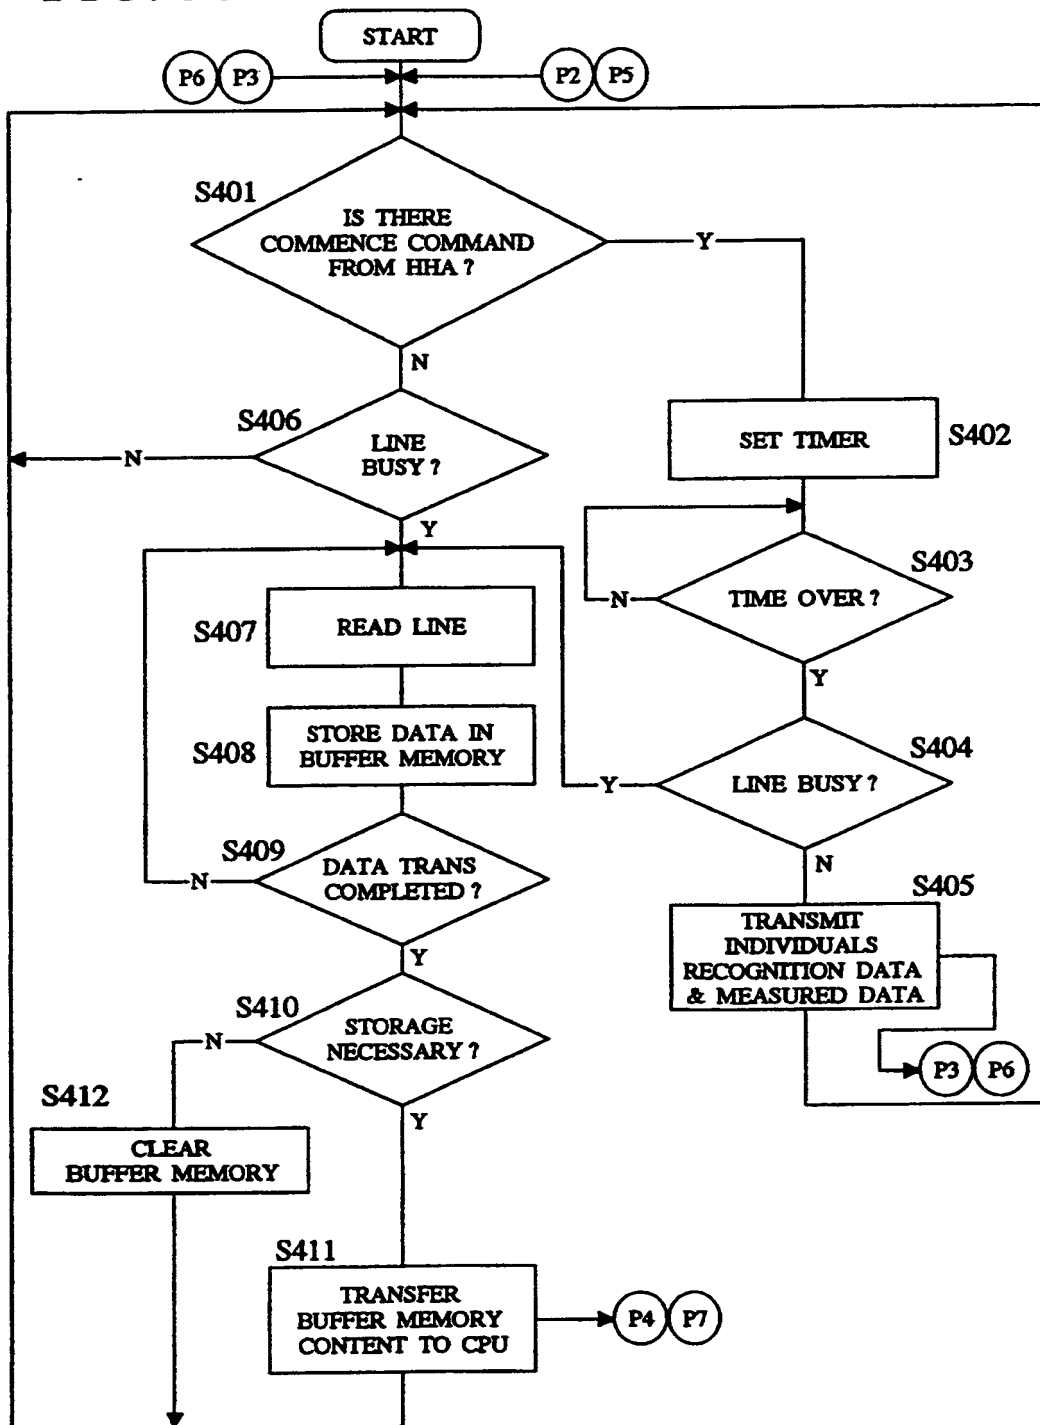 START
P6 P3
P2 P5
S401
IS THERE
COMMENCE COMMAND
FROM HHA ?
Y
N
S406
LINE
BUSY ?
N
Y
SET TIMER
S402
S403
TIME OVER ?
N
Y
S407
READ LINE
S408
STORE DATA IN
BUFFER MEMORY
S404
LINE BUSY ?
Y
N
S409
DATA TRANS
COMPLETED ?
N
Y
S405
TRANSMIT
INDIVIDUALS
RECOGNITION DATA
& MEASURED DATA
P3 P6
S410
STORAGE
NECESSARY ?
N
Y
S412
CLEAR
BUFFER MEMORY
S411
TRANSFER
BUFFER MEMORY
CONTENT TO CPU
P4 P7